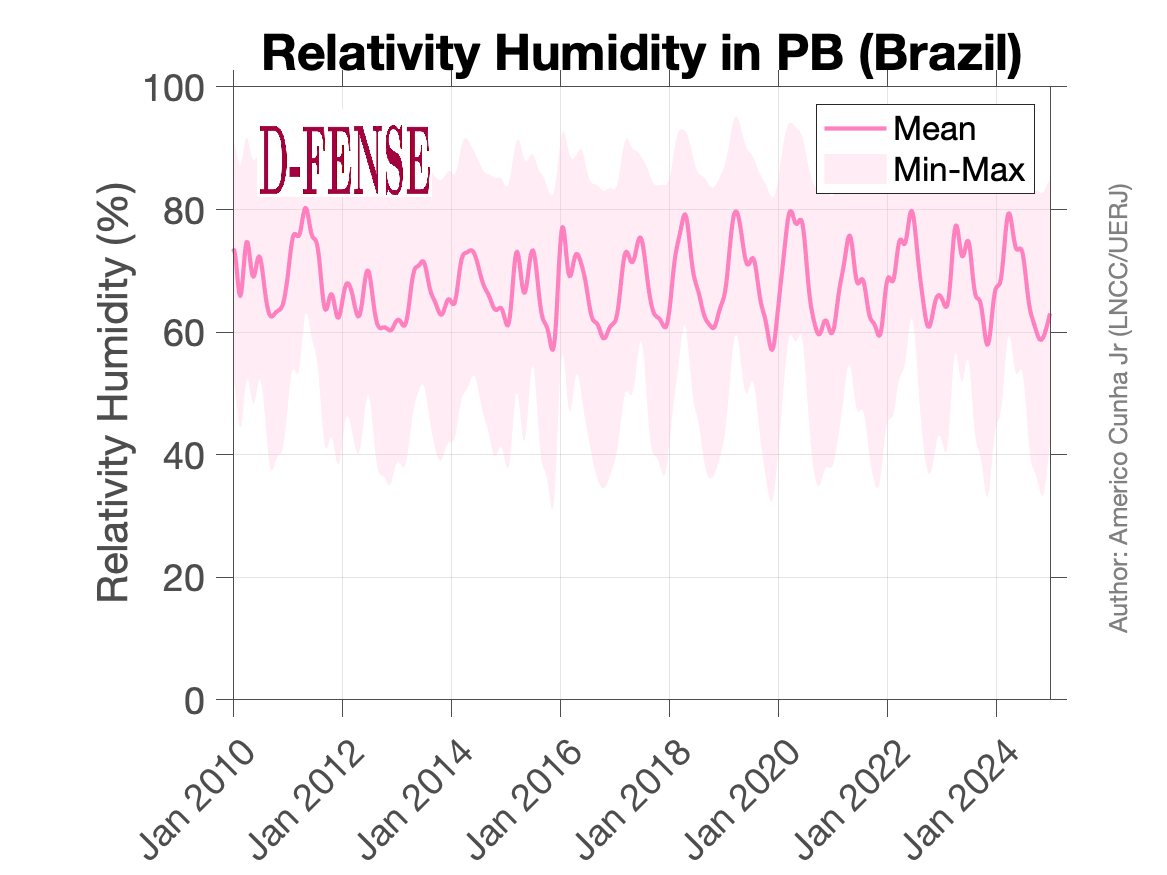 Relativity Humidity in PB (Brazil)
D-FENSE
Mean
Min-Max
Relativity Humidity (%)
100
80
60
40
20
0
Jan 2010
Jan 2012
Jan 2014
Jan 2016
Jan 2018
Jan 2020
Jan 2022
Jan 2024
Author: Americo Cunha Jr (LNCC/UERJ)